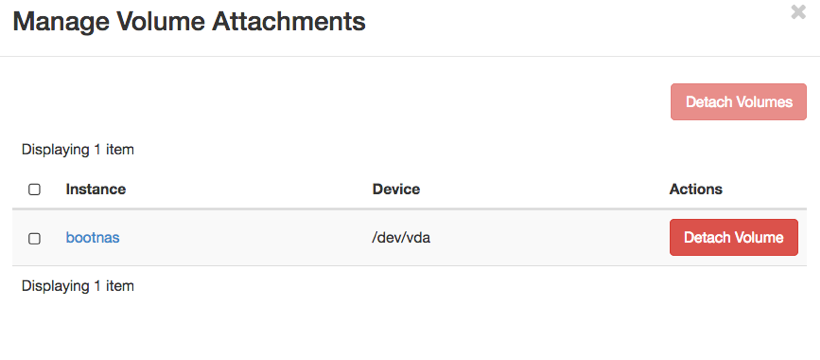 Manage Volume Attachments
Detach Volumes
Displaying 1 item
Instance Device Actions
bootnas /dev/vda Detach Volume
Displaying 1 item